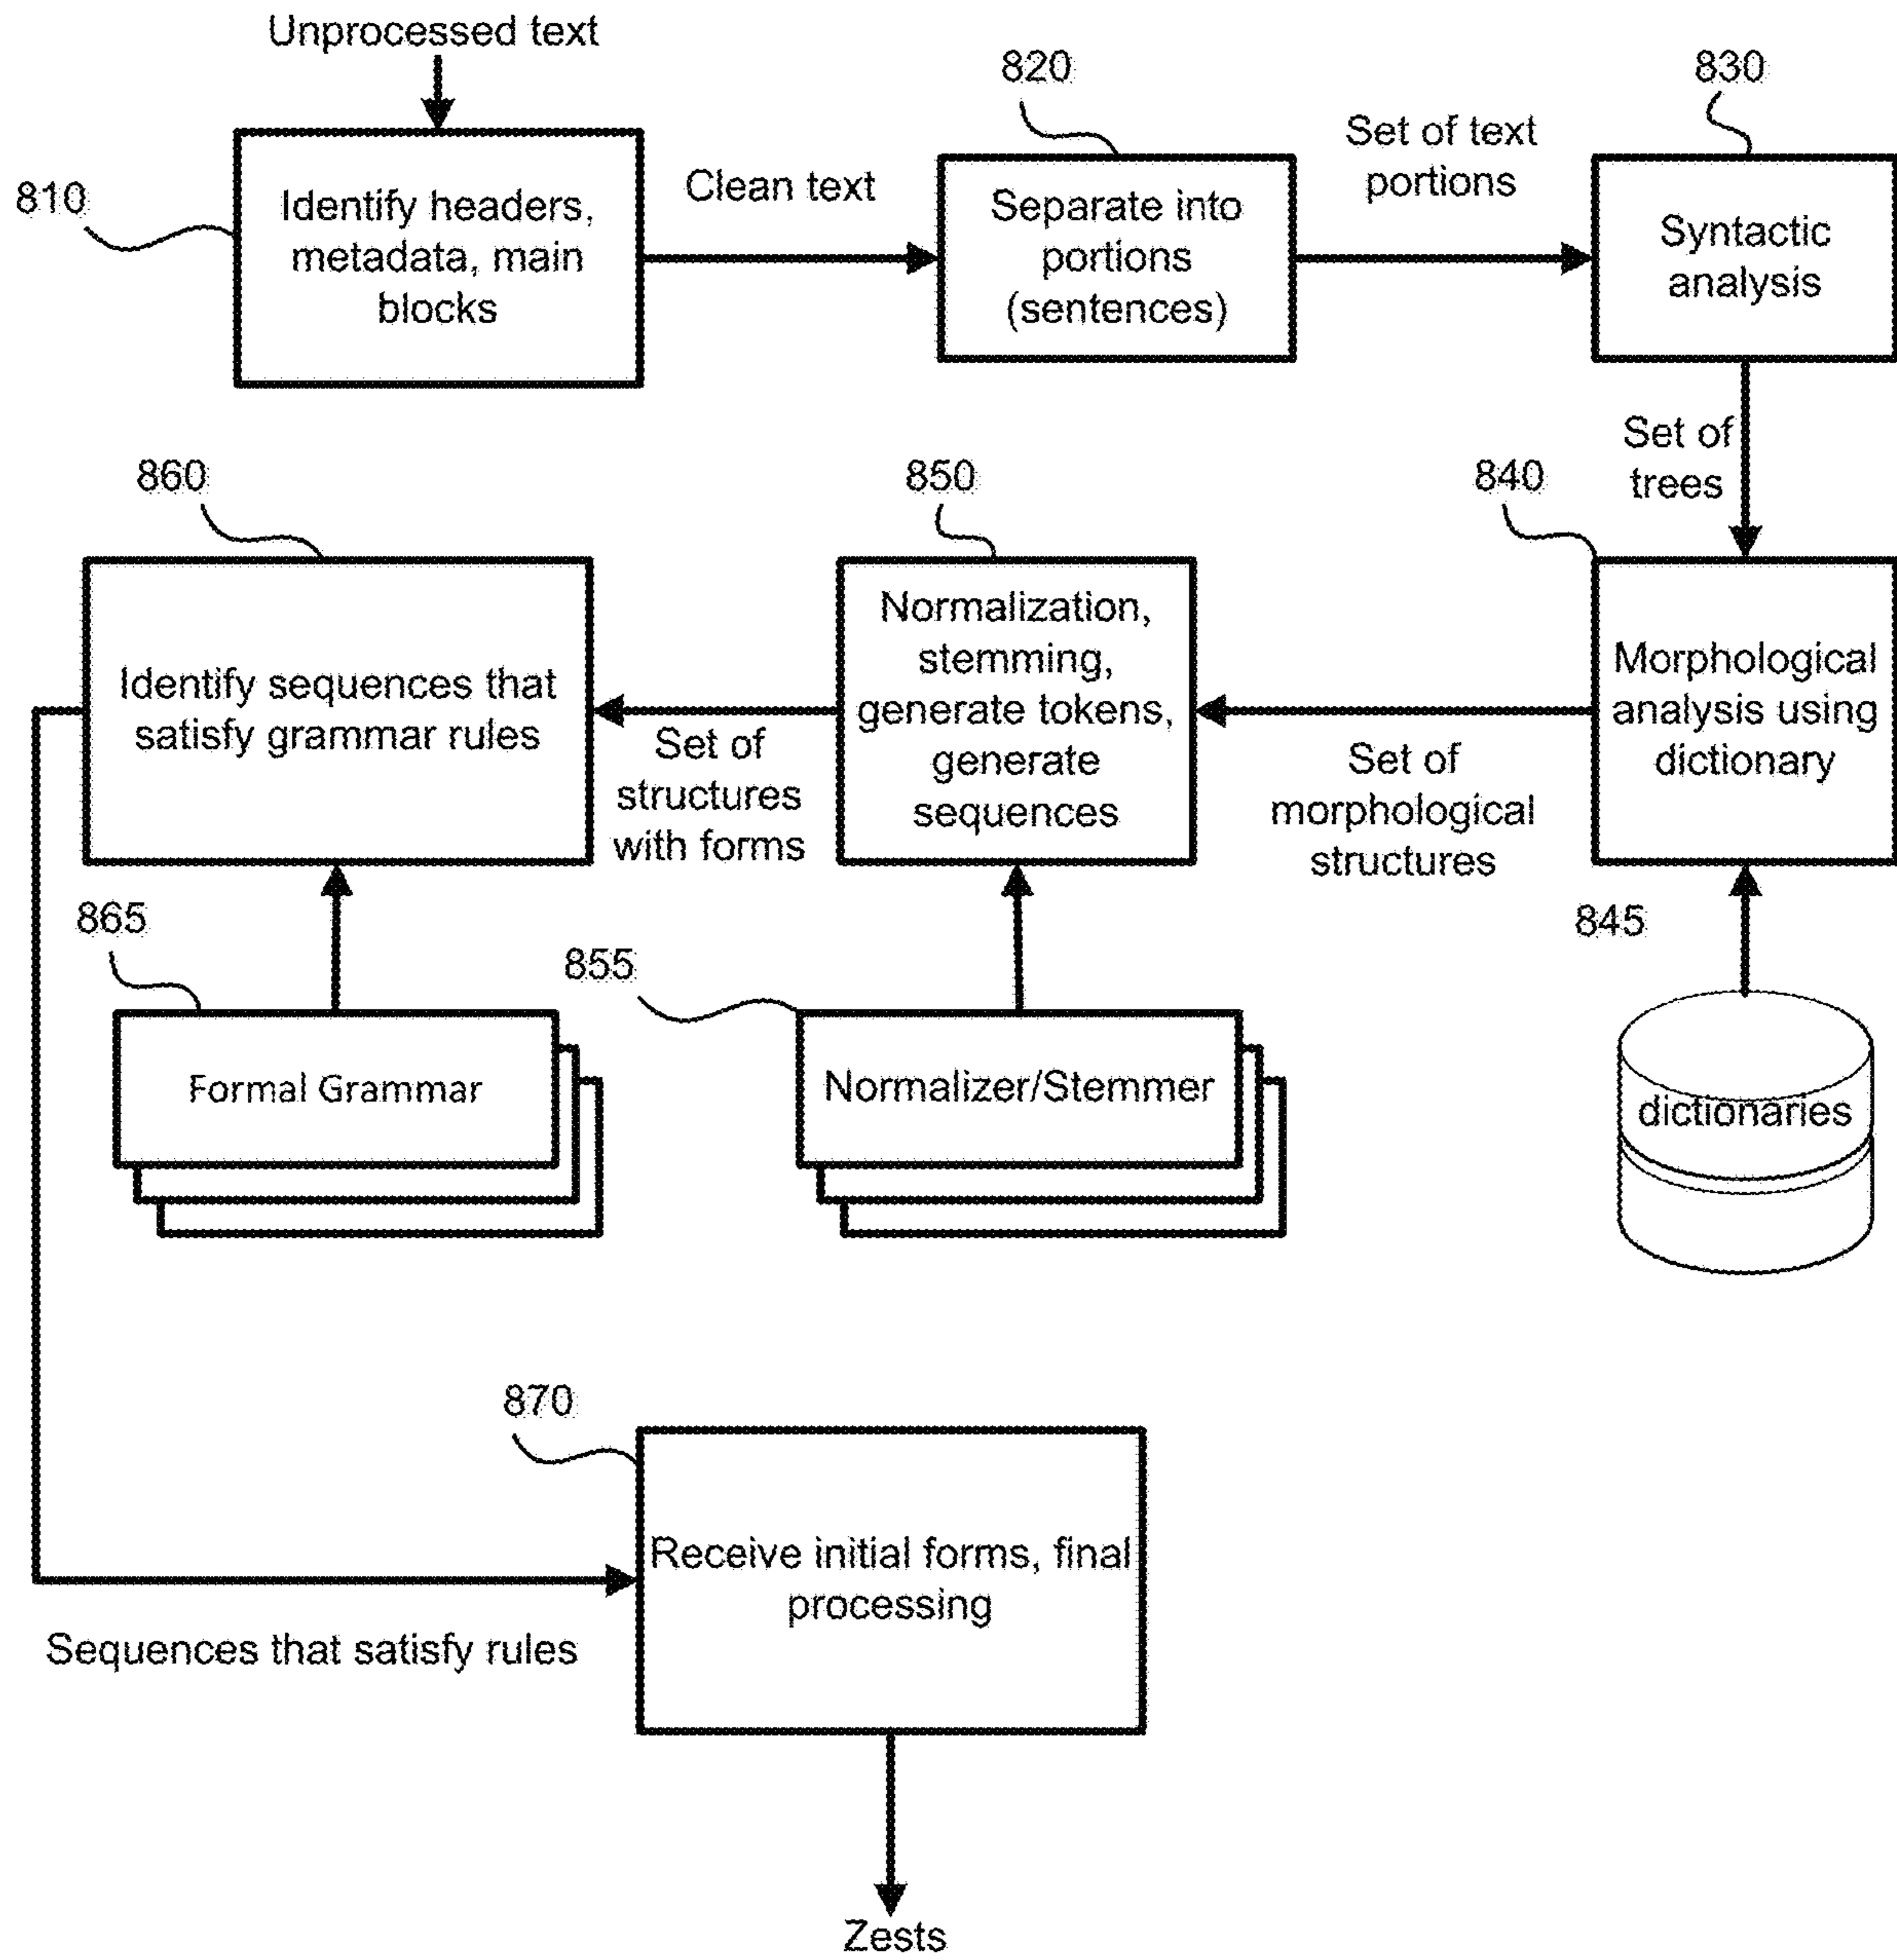 Unprocessed text
810
Identify headers,
metadata, main
blocks
Clean text
820
Separate into
portions
(sentences)
Set of text
portions
830
Syntactic
analysis
Set of
trees
840
Morphological
analysis using
dictionary
845
dictionaries
Set of
morphological
structures
850
Normalization,
stemming,
generate tokens,
generate
sequences
855
Normalizer/Stemmer
Set of
structures
with forms
860
Identify sequences that
satisfy grammar rules
865
Formal Grammar
Sequences that satisfy rules
870
Receive initial forms, final
processing
Zests